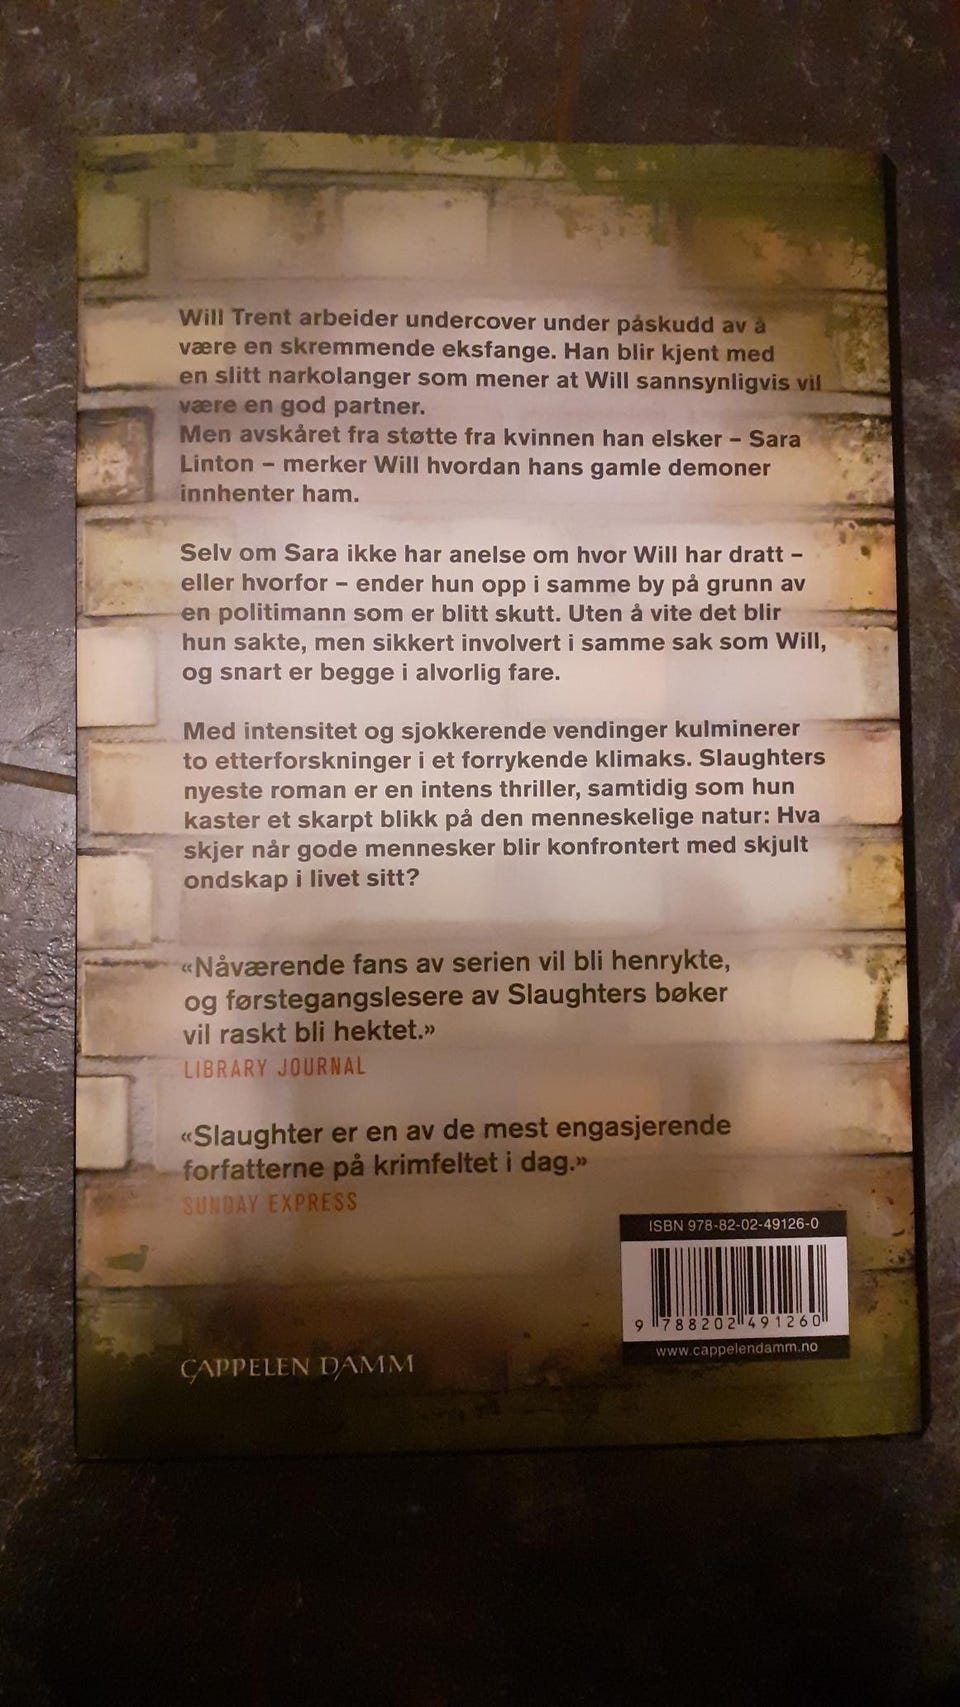 Will Trent arbeider undercover under påskudd av å
være en skremmende eksfange. Han blir kjent med
en slitt narkolanger som mener at Will sannsynligvis vil
være en god partner.
Men avskåret fra støtte fra kvinnen han elsker – Sara
Linton – merker Will hvordan hans gamle demoner
innhenter ham.
Selv om Sara ikke har anelse om hvor Will har dratt –
eller hvorfor – ender hun opp i samme by på grunn av
en politimann som er blitt skutt. Uten å vite det blir
hun sakte, men sikkert involvert i samme sak som Will,
og snart er begge i alvorlig fare.
Med intensitet og sjokkerende vendinger kulminerer
to etterforskninger i et forrykende klimaks. Slaughters
nyeste roman er en intens thriller, samtidig som hun
kaster et skarpt blikk på den menneskelige natur: Hva
skjer når gode mennesker blir konfrontert med skjult
ondskap i livet sitt?
«Nåværende fans av serien vil bli henrykte,
og førstegangslesere av Slaughters bøker
vil raskt bli hektet.»
LIBRARY JOURNAL
«Slaughter er en av de mest engasjerende
forfatterne på krimfeltet i dag.»
SUNDAY EXPRESS
ISBN 978-82-02-49126-0
9 788202 491260
www.cappelendamm.no
CAPPELEN DAMM